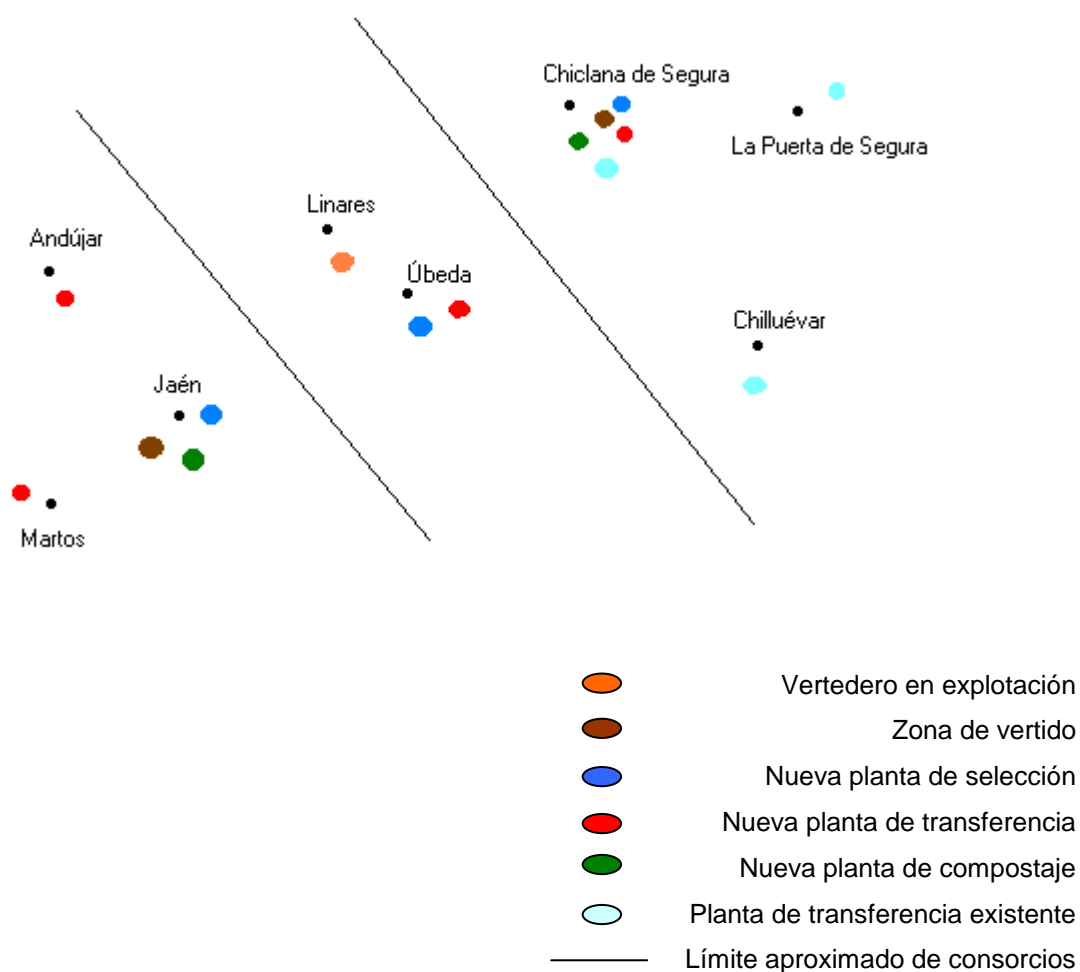 Chiclana de Segura
La Puerta de Segura
Linares
Andújar
Úbeda
Chilluévar
Jaén
Martos
Vertedero en explotación
Zona de vertido
Nueva planta de selección
Nueva planta de transferencia
Nueva planta de compostaje
Planta de transferencia existente
Límite aproximado de consorcios